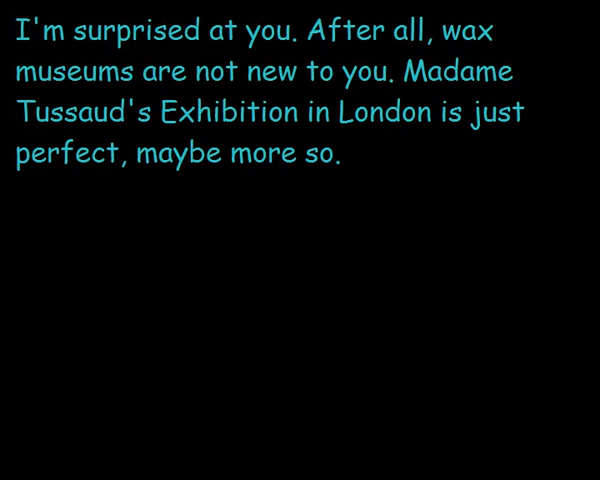 I'm surprised at you. After all, wax
museums are not new to you. Madame
Tussaud's Exhibition in London is just
perfect, maybe more so.